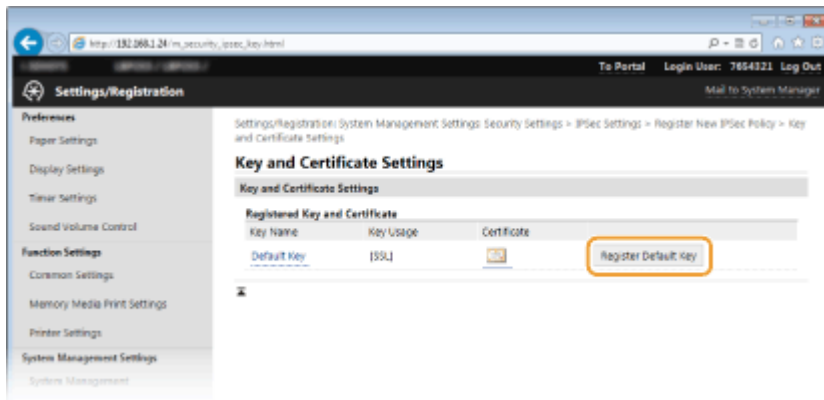 http://192.168.1.24/m_security_ipsec_key.html
To Portal Login User: 7654321 Log Out
Settings/Registration
Mail to System Manager
Preferences
Paper Settings
Display Settings
Timer Settings
Sound Volume Control
Function Settings
Common Settings
Memory Media Print Settings
Printer Settings
System Management Settings
System Management
Settings/Registration: System Management Settings: Security Settings > IPSec Settings > Register New IPSec Policy > Key
and Certificate Settings
Key and Certificate Settings
Key and Certificate Settings
Registered Key and Certificate
Key Name Key Usage Certificate
Default Key [SSL] Register Default Key